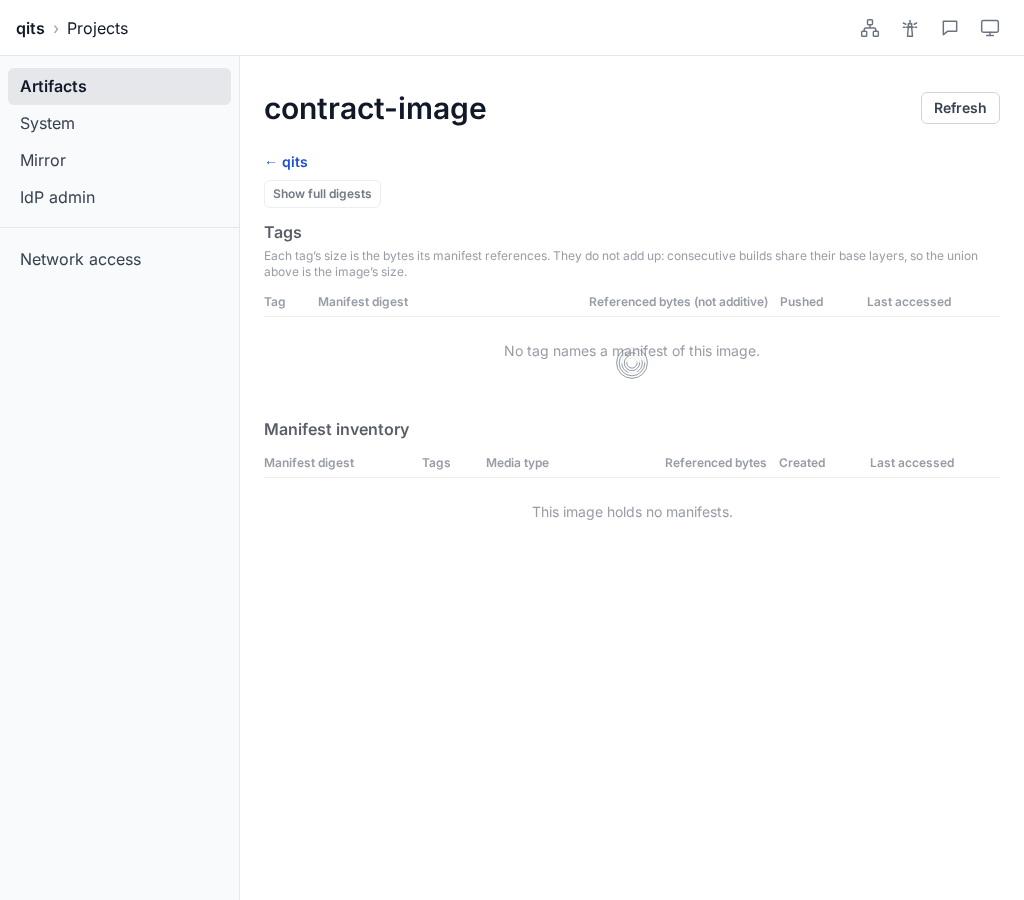 qits › Projects
Artifacts
System
Mirror
IdP admin
Network access
contract-image
Refresh
← qits
Show full digests
Tags
Each tag’s size is the bytes its manifest references. They do not add up: consecutive builds share their base layers, so the union
above is the image’s size.
Tag Manifest digest Referenced bytes (not additive) Pushed Last accessed
No tag names a manifest of this image.
Manifest inventory
Manifest digest Tags Media type Referenced bytes Created Last accessed
This image holds no manifests.